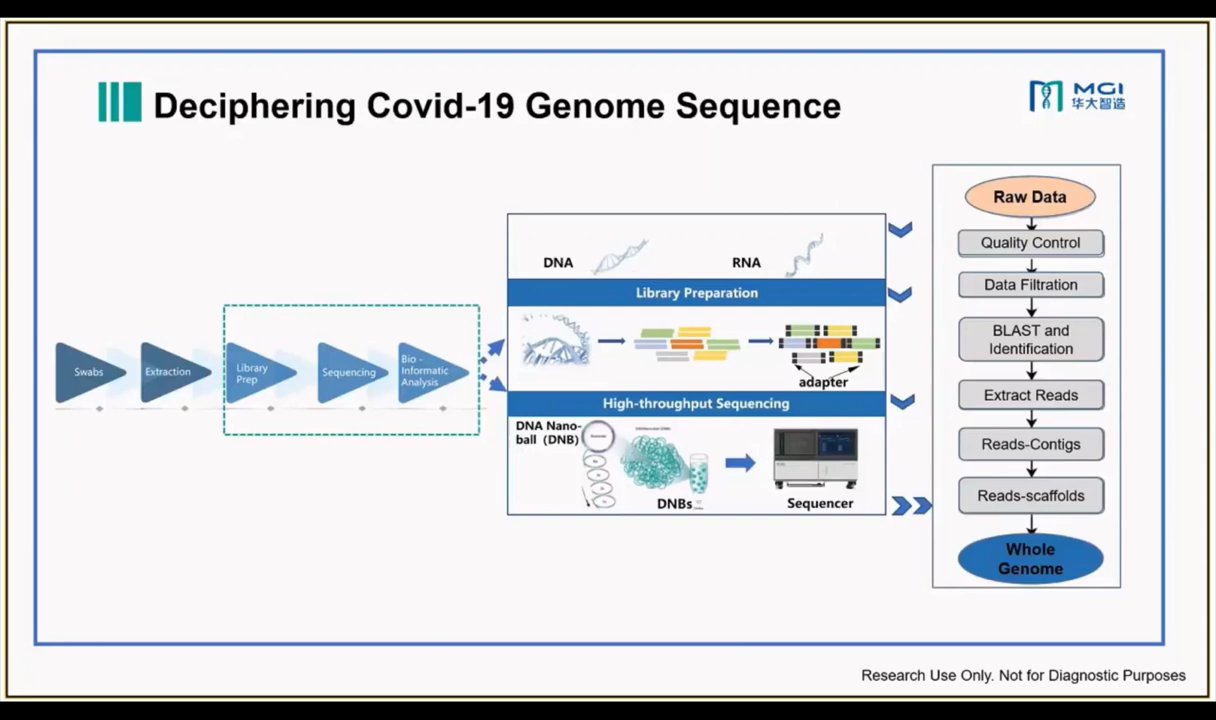 Deciphering Covid-19 Genome Sequence
MGI
华大智造
Swabs
Extraction
Library
Prep
Sequencing
Bio -
Informatic
Analysis
DNA
RNA
Library Preparation
adapter
High-throughput Sequencing
DNA Nano-
ball（DNB）
DNBs
Sequencer
Raw Data
Quality Control
Data Filtration
BLAST and
Identification
Extract Reads
Reads-Contigs
Reads-scaffolds
Whole
Genome
Research Use Only. Not for Diagnostic Purposes